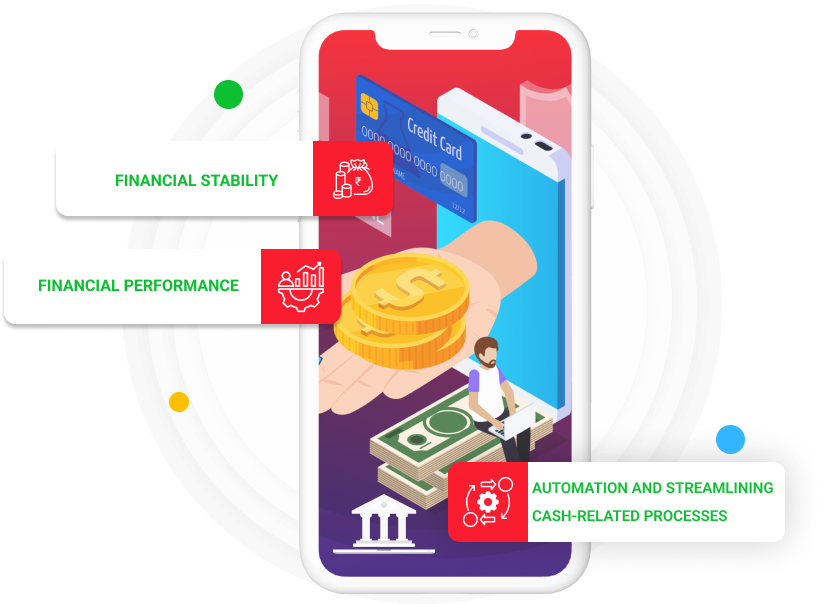 Credit Card
0000 0000 0000 0000
12/12
FINANCIAL STABILITY
₹
FINANCIAL PERFORMANCE
$
AUTOMATION AND STREAMLINING
CASH-RELATED PROCESSES